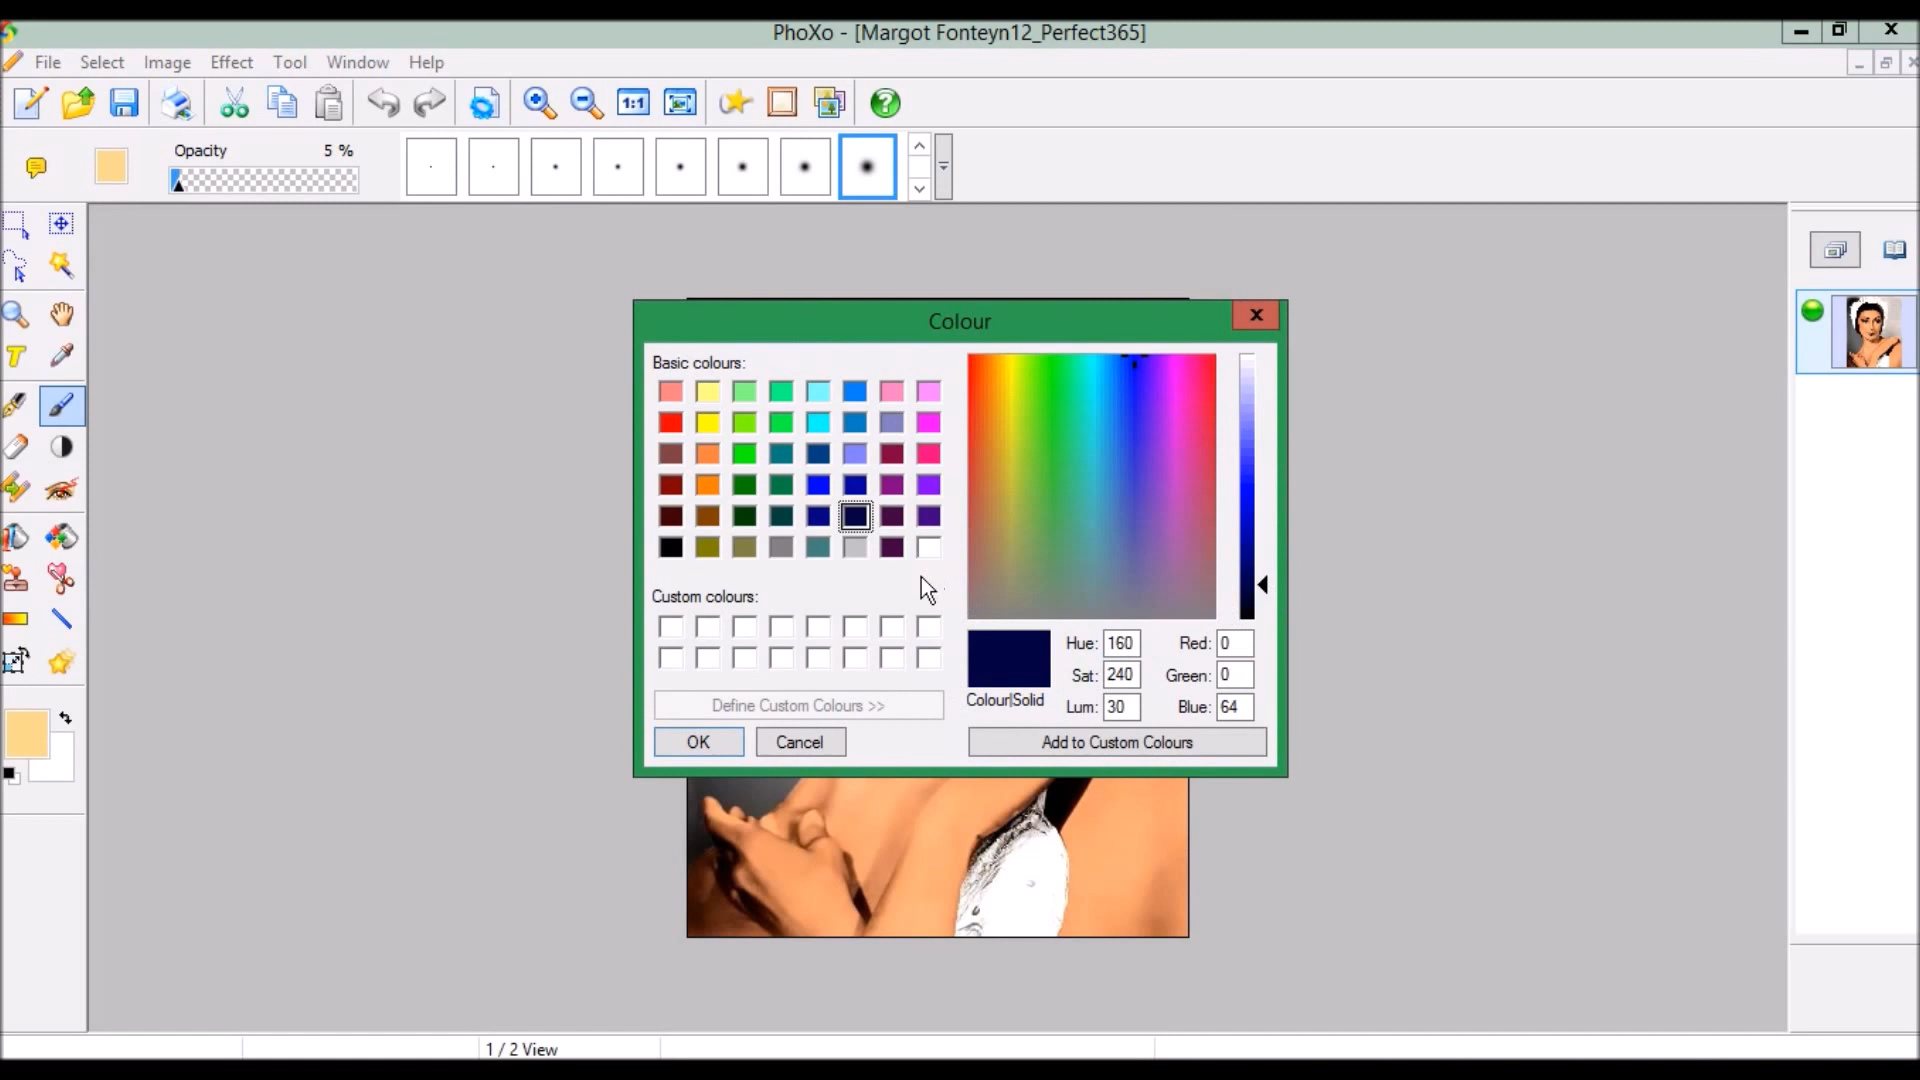 PhoXo - [Margot Fonteyn12_Perfect365]
File Select Image Effect Tool Window Help
1:1
Opacity 5 %
T
Colour
Basic colours:
Custom colours:
Define Custom Colours >>
OK Cancel
Colour|Solid
Hue: 160 Red: 0
Sat: 240 Green: 0
Lum: 30 Blue: 64
Add to Custom Colours
1 / 2 View